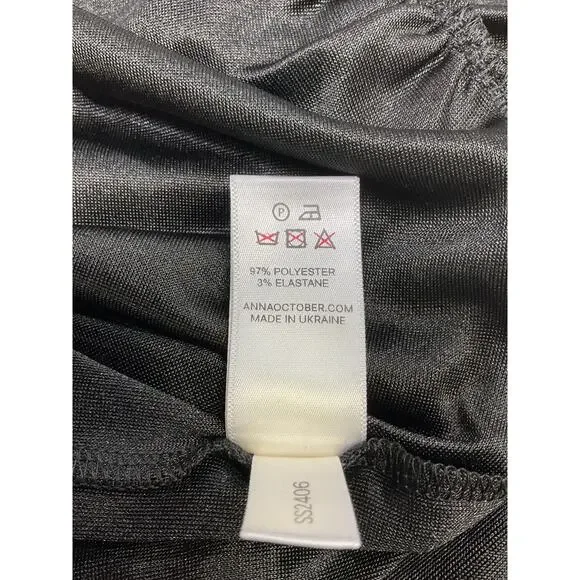 P
97% POLYESTER
3% ELASTANE
ANNAOCTOBER.COM
MADE IN UKRAINE
SS2406